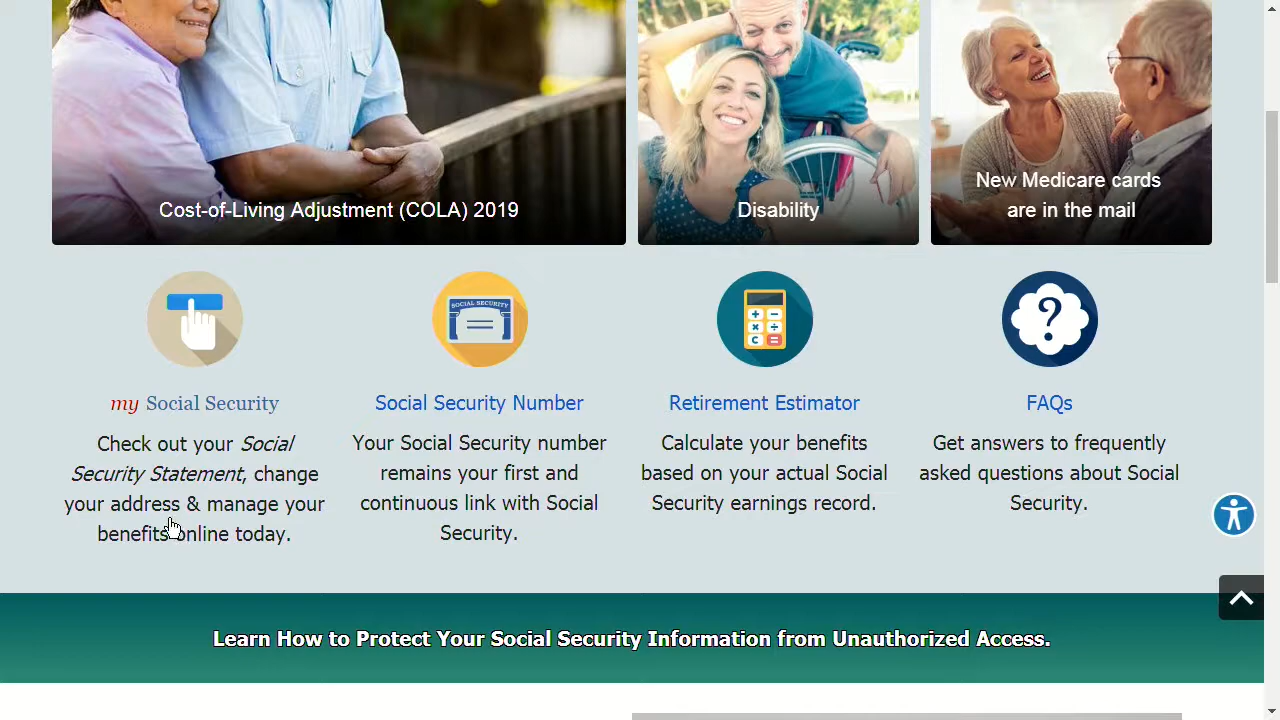 Cost-of-Living Adjustment (COLA) 2019
Disability
New Medicare cards
are in the mail
SOCIAL SECURITY
my Social Security
Check out your Social
Security Statement, change
your address & manage your
benefits online today.
Social Security Number
Your Social Security number
remains your first and
continuous link with Social
Security.
+ −
× ÷
C =
Retirement Estimator
Calculate your benefits
based on your actual Social
Security earnings record.
?
FAQs
Get answers to frequently
asked questions about Social
Security.
Learn How to Protect Your Social Security Information from Unauthorized Access.